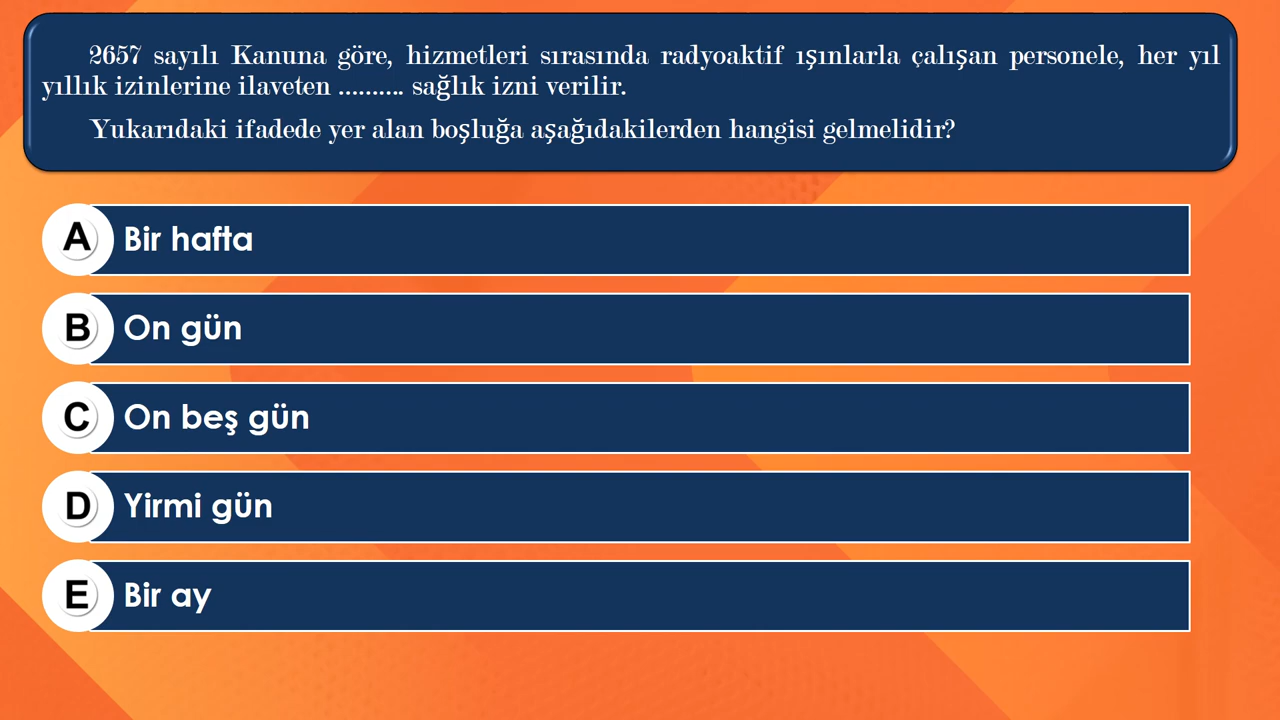 2657 sayılı Kanuna göre, hizmetleri sırasında radyoaktif ışınlarla çalışan personele, her yıl
yıllık izinlerine ilaveten .......... sağlık izni verilir.
Yukarıdaki ifadede yer alan boşluğa aşağıdakilerden hangisi gelmelidir?
A Bir hafta
B On gün
C On beş gün
D Yirmi gün
E Bir ay